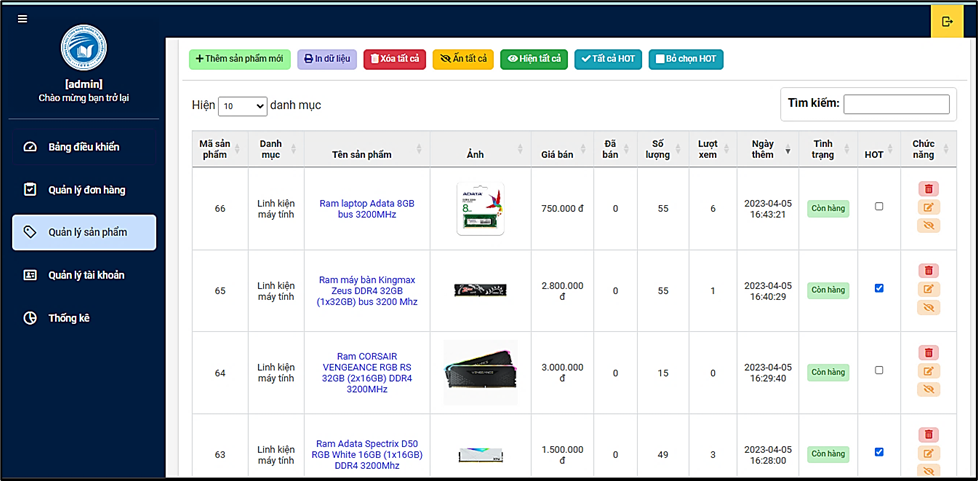 [admin]
Chào mừng bạn trở lại
Bảng điều khiển
Quản lý đơn hàng
Quản lý sản phẩm
Quản lý tài khoản
Thống kê
Thêm sản phẩm mới In dữ liệu Xóa tất cả Ẩn tất cả Hiện tất cả Tất cả HOT Bỏ chọn HOT
Hiện 10 danh mục
Tìm kiếm:
Mã sản phẩm Danh mục Tên sản phẩm Ảnh Giá bán Đã bán Số lượng Lượt xem Ngày thêm Tình trạng HOT Chức năng
66
Linh kiện
máy tính
Ram laptop Adata 8GB
bus 3200MHz
ADATA
8
750.000 đ
0
55
6
2023-04-05
16:43:21
Còn hàng
65
Linh kiện
máy tính
Ram máy bàn Kingmax
Zeus DDR4 32GB
(1x32GB) bus 3200 Mhz
2.800.000
đ
0
55
1
2023-04-05
16:40:29
Còn hàng
64
Linh kiện
máy tính
Ram CORSAIR
VENGEANCE RGB RS
32GB (2x16GB) DDR4
3200MHz
3.000.000
đ
0
15
0
2023-04-05
16:29:40
Còn hàng
63
Linh kiện
máy tính
Ram Adata Spectrix D50
RGB White 16GB (1x16GB)
DDR4 3200Mhz
1.500.000
đ
0
49
3
2023-04-05
16:28:00
Còn hàng